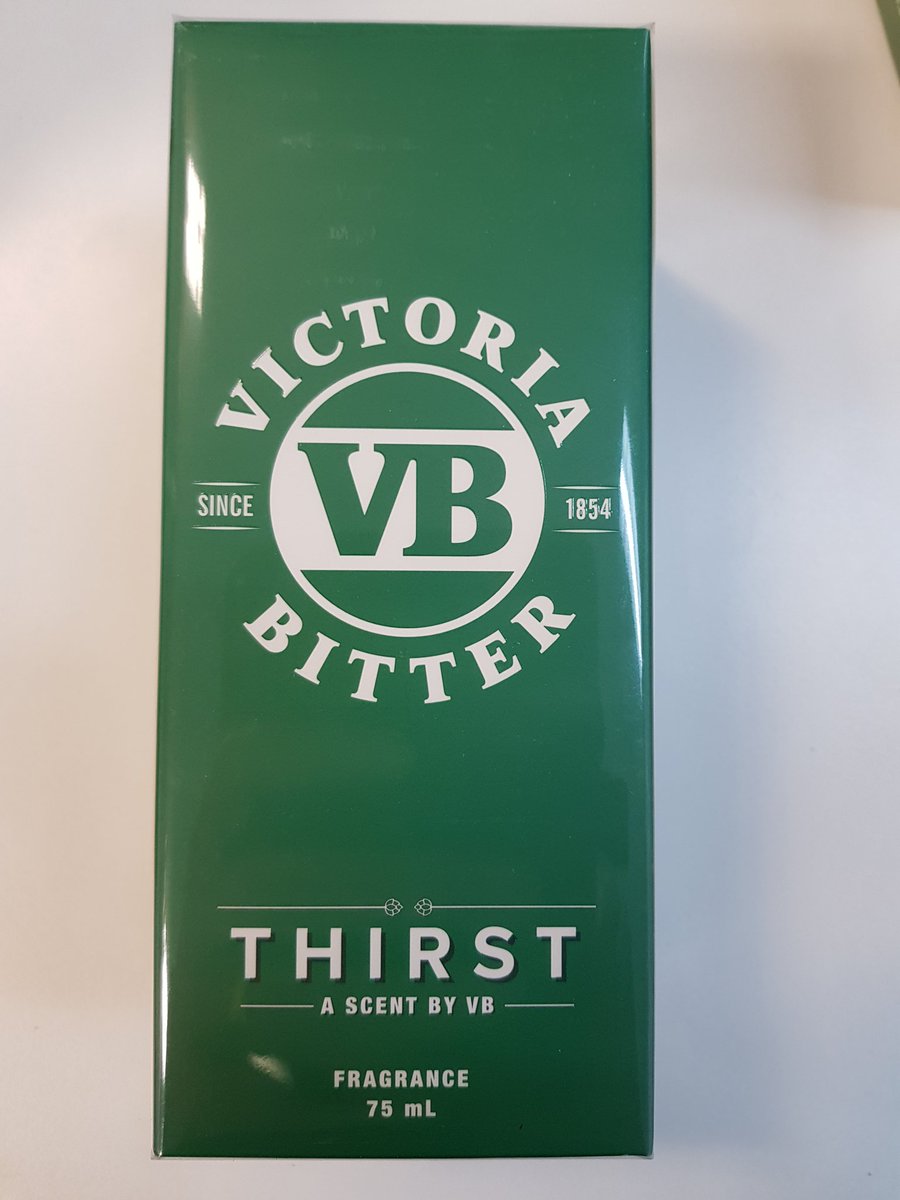 VICTORIA
SINCE
VB
1854
BITTER
THIRST
A SCENT BY VB
FRAGRANCE
75 mL